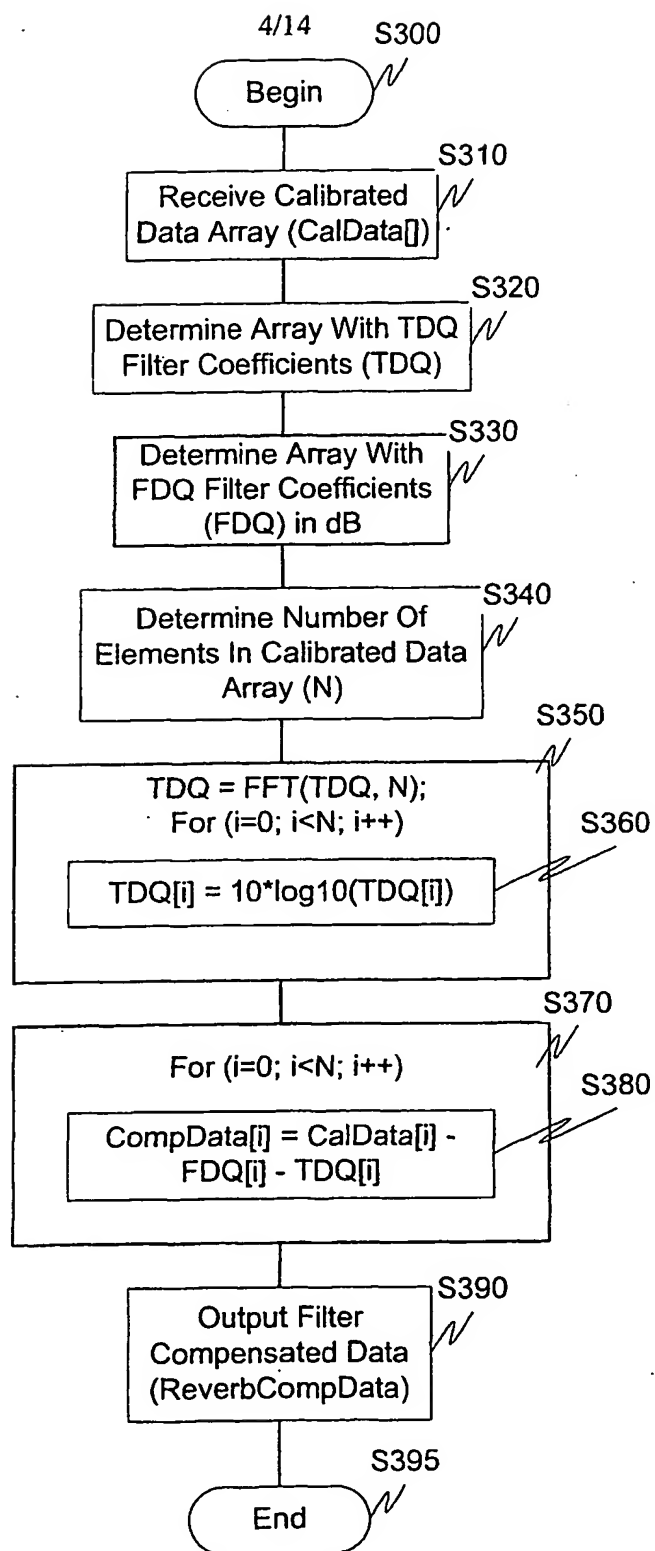 4/14
S300
Begin
S310
Receive Calibrated
Data Array (CalData[])
S320
Determine Array With TDQ
Filter Coefficients (TDQ)
S330
Determine Array With
FDQ Filter Coefficients
(FDQ) in dB
S340
Determine Number Of
Elements In Calibrated Data
Array (N)
S350
TDQ = FFT(TDQ, N);
For (i=0; i<N; i++)
S360
TDQ[i] = 10*log10(TDQ[i])
S370
For (i=0; i<N; i++)
S380
CompData[i] = CalData[i] -
FDQ[i] - TDQ[i]
S390
Output Filter
Compensated Data
(ReverbCompData)
S395
End